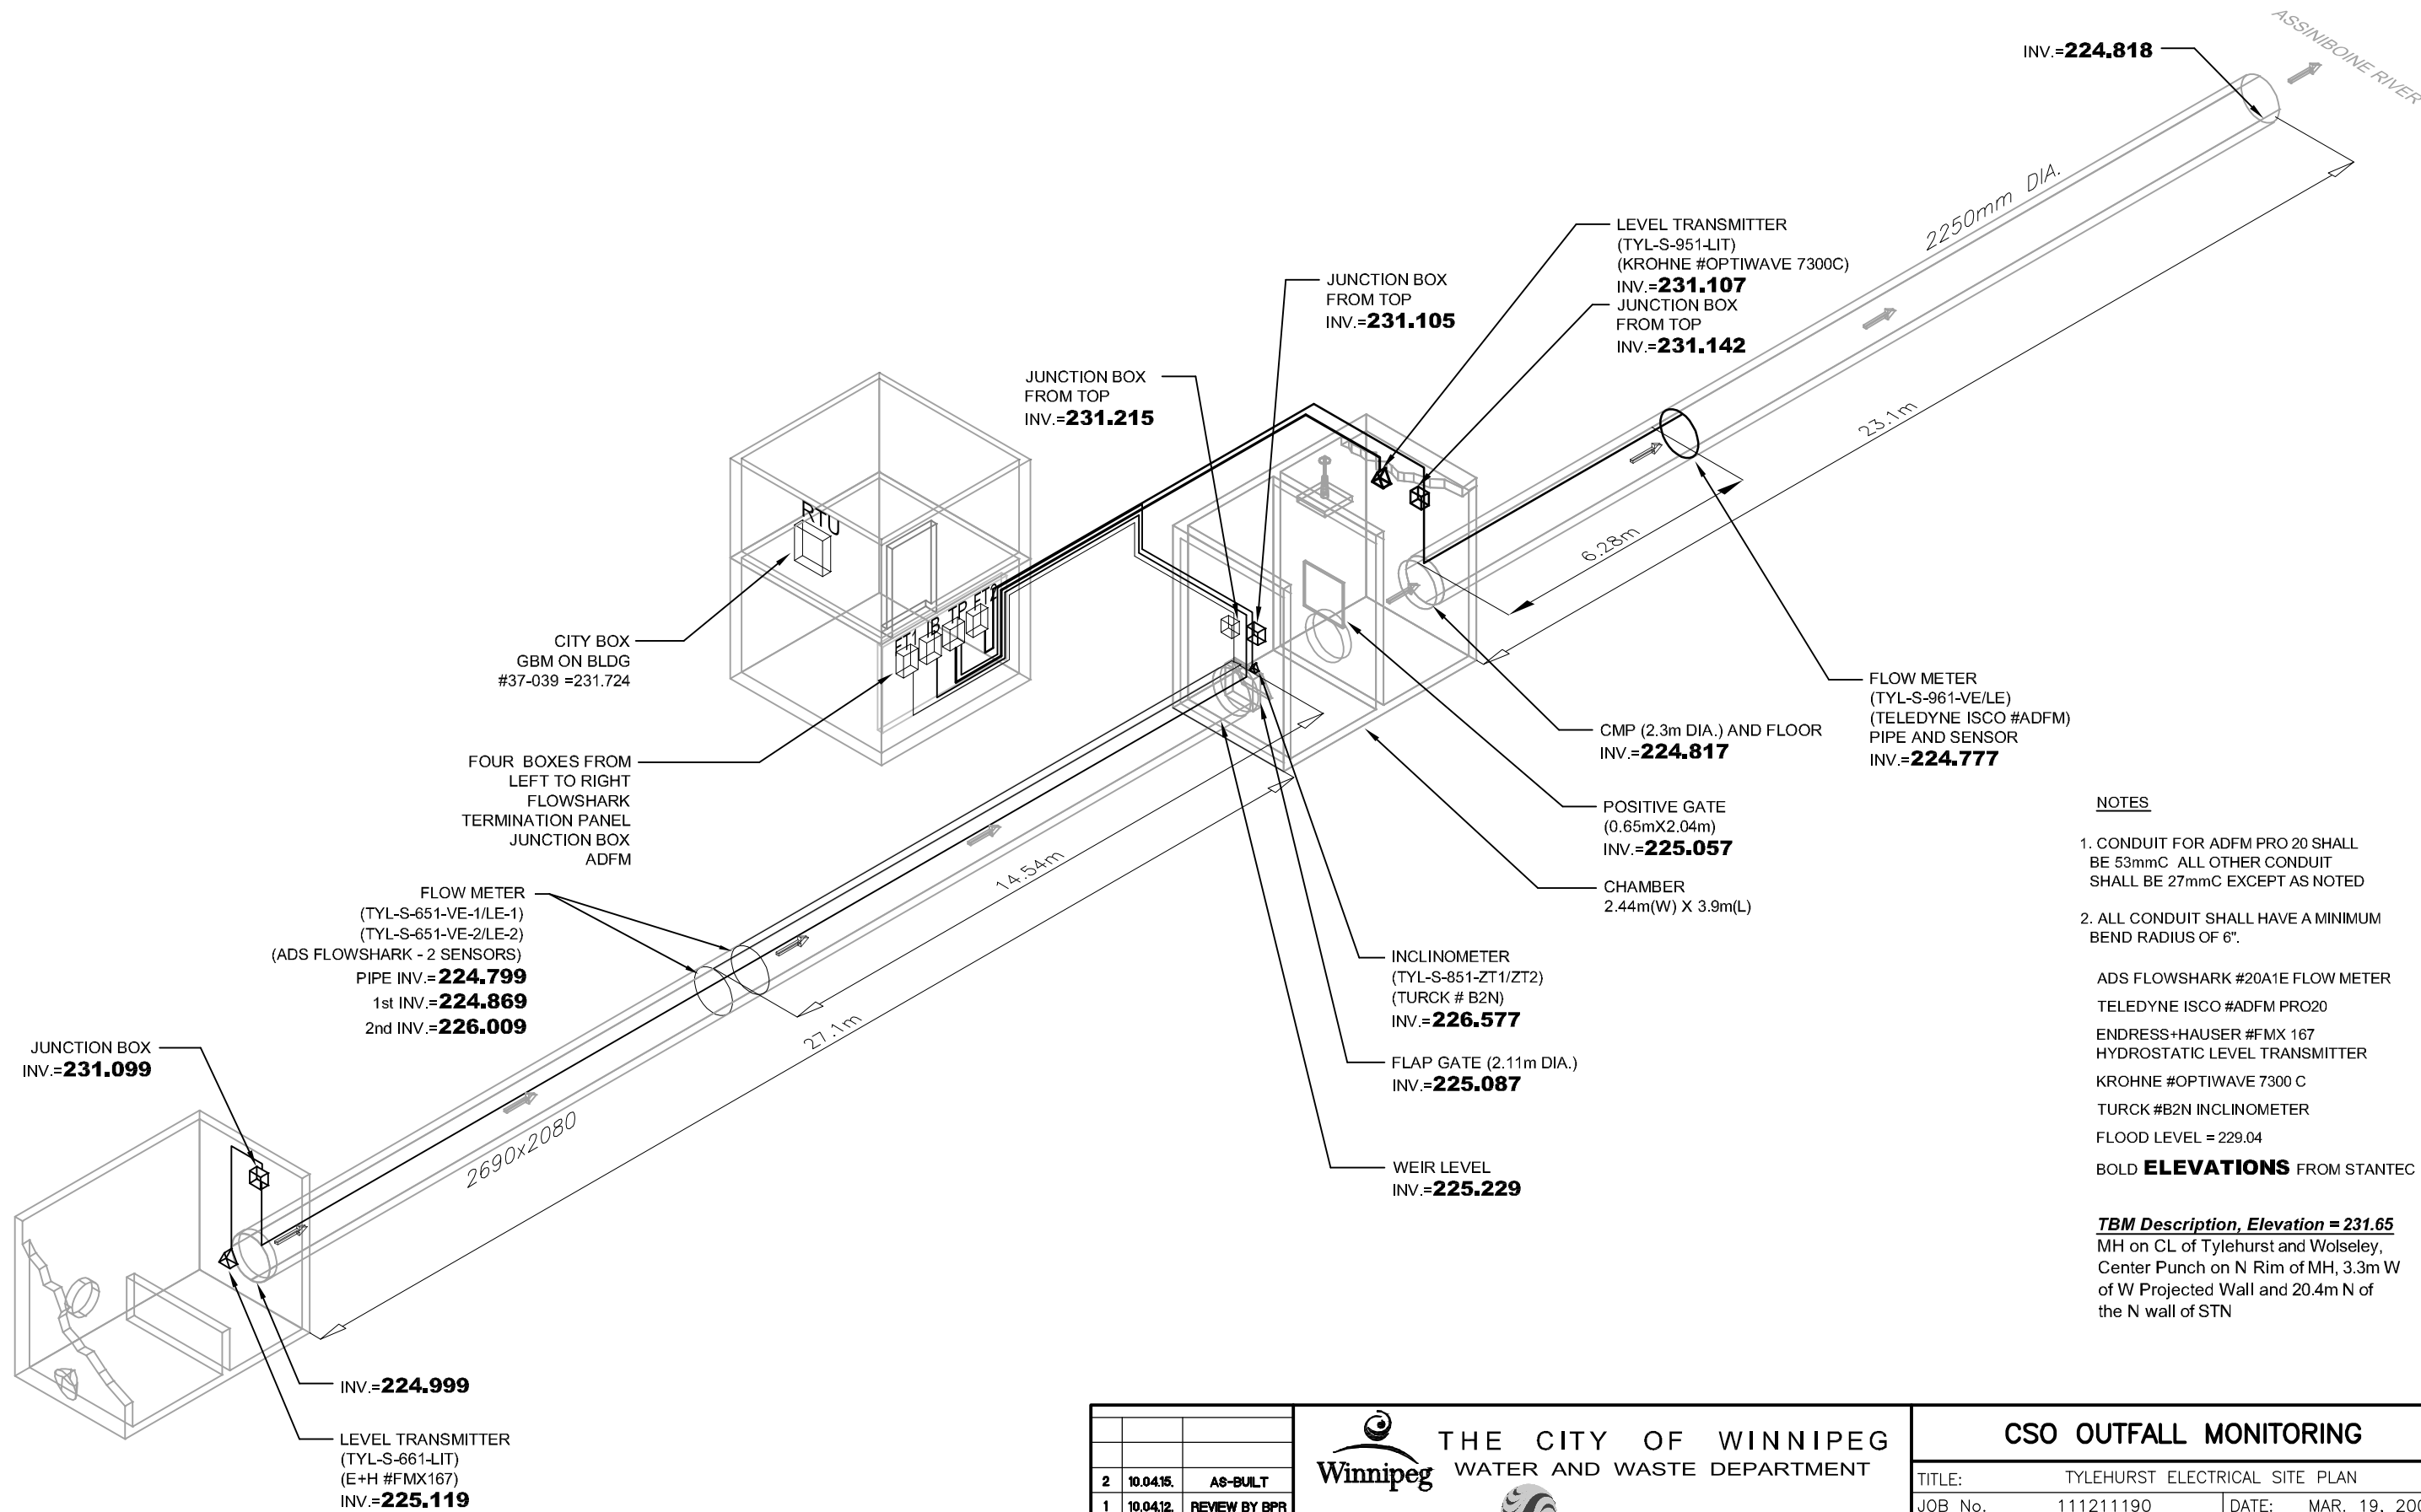 ASSINIBOINE RIVER
INV.=224.818
2250mm DIA.
23.1m
6.28m
LEVEL TRANSMITTER
(TYL-S-951-LIT)
(KROHNE #OPTIWAVE 7300C)
INV.=231.107
JUNCTION BOX
FROM TOP
INV.=231.142
JUNCTION BOX
FROM TOP
INV.=231.105
JUNCTION BOX
FROM TOP
INV.=231.215
RTU
FT1
IB
TP
FT2
CITY BOX
GBM ON BLDG
#37-039 =231.724
FOUR BOXES FROM
LEFT TO RIGHT
FLOWSHARK
TERMINATION PANEL
JUNCTION BOX
ADFM
FLOW METER
(TYL-S-961-VE/LE)
(TELEDYNE ISCO #ADFM)
PIPE AND SENSOR
INV.=224.777
CMP (2.3m DIA.) AND FLOOR
INV.=224.817
POSITIVE GATE
(0.65mX2.04m)
INV.=225.057
CHAMBER
2.44m(W) X 3.9m(L)
INCLINOMETER
(TYL-S-851-ZT1/ZT2)
(TURCK # B2N)
INV.=226.577
FLAP GATE (2.11m DIA.)
INV.=225.087
WEIR LEVEL
INV.=225.229
14.54m
27.1m
2690x2080
FLOW METER
(TYL-S-651-VE-1/LE-1)
(TYL-S-651-VE-2/LE-2)
(ADS FLOWSHARK - 2 SENSORS)
PIPE INV.=224.799
1st INV.=224.869
2nd INV.=226.009
JUNCTION BOX
INV.=231.099
INV.=224.999
LEVEL TRANSMITTER
(TYL-S-661-LIT)
(E+H #FMX167)
INV.=225.119
NOTES
1. CONDUIT FOR ADFM PRO 20 SHALL
BE 53mmC ALL OTHER CONDUIT
SHALL BE 27mmC EXCEPT AS NOTED
2. ALL CONDUIT SHALL HAVE A MINIMUM
BEND RADIUS OF 6".
ADS FLOWSHARK #20A1E FLOW METER
TELEDYNE ISCO #ADFM PRO20
ENDRESS+HAUSER #FMX 167
HYDROSTATIC LEVEL TRANSMITTER
KROHNE #OPTIWAVE 7300 C
TURCK #B2N INCLINOMETER
FLOOD LEVEL = 229.04
BOLD ELEVATIONS FROM STANTEC
TBM Description, Elevation = 231.65
MH on CL of Tylehurst and Wolseley,
Center Punch on N Rim of MH, 3.3m W
of W Projected Wall and 20.4m N of
the N wall of STN
2 10.04.15. AS-BUILT
1 10.04.12. REVIEW BY BPR
Winnipeg
THE CITY OF WINNIPEG
WATER AND WASTE DEPARTMENT
CSO OUTFALL MONITORING
TITLE: TYLEHURST ELECTRICAL SITE PLAN
JOB No. 111211190 DATE: MAR. 19, 200